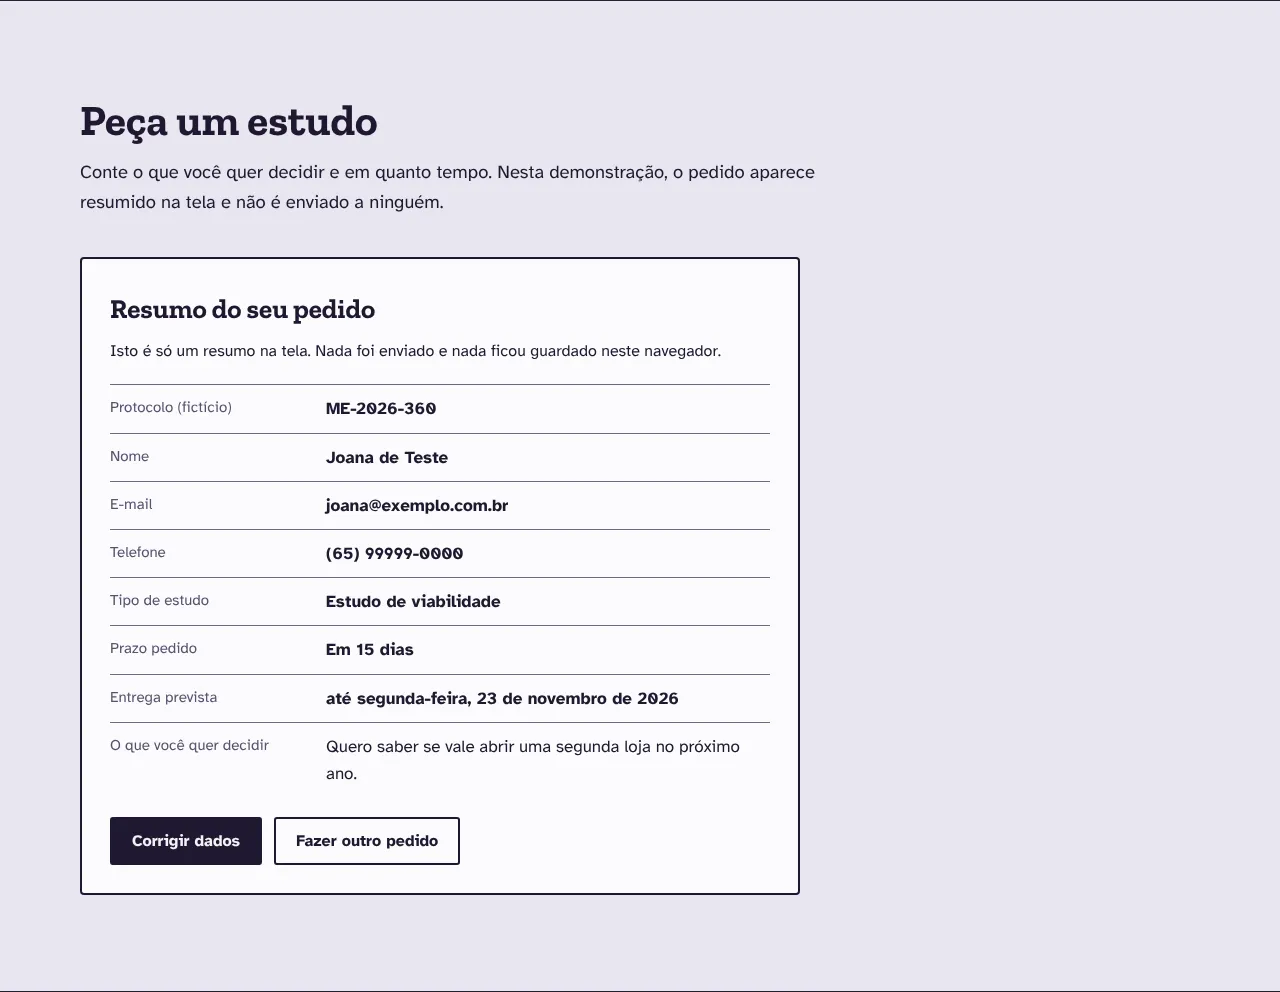 Peça um estudo
Conte o que você quer decidir e em quanto tempo. Nesta demonstração, o pedido aparece
resumido na tela e não é enviado a ninguém.
Resumo do seu pedido
Isto é só um resumo na tela. Nada foi enviado e nada ficou guardado neste navegador.
Protocolo (fictício) ME-2026-360
Nome Joana de Teste
E-mail joana@exemplo.com.br
Telefone (65) 99999-0000
Tipo de estudo Estudo de viabilidade
Prazo pedido Em 15 dias
Entrega prevista até segunda-feira, 23 de novembro de 2026
O que você quer decidir Quero saber se vale abrir uma segunda loja no próximo
ano.
Corrigir dados Fazer outro pedido